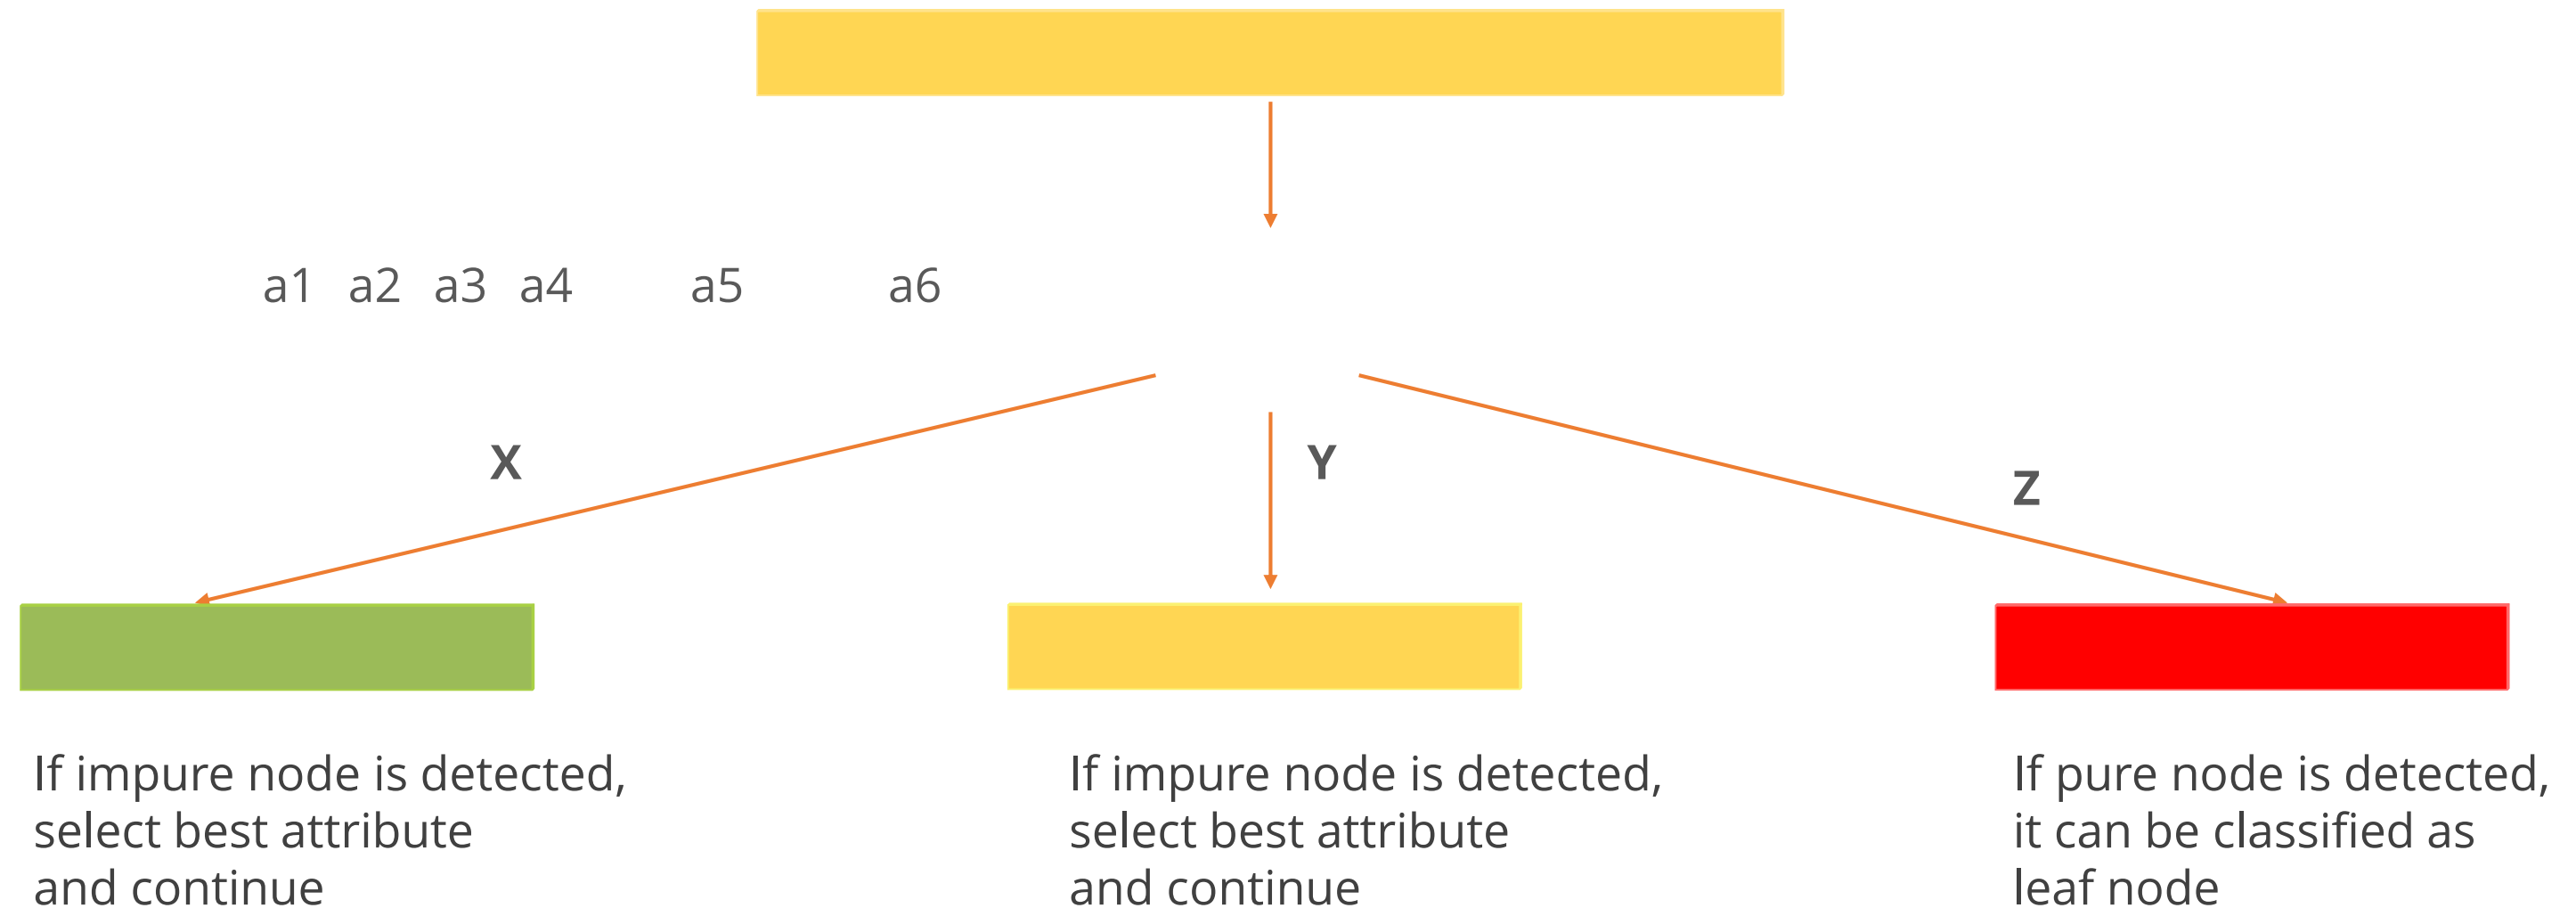 a1 a2 a3 a4 a5 a6
X
Y
Z
If impure node is detected,
select best attribute
and continue
If impure node is detected,
select best attribute
and continue
If pure node is detected,
it can be classified as
leaf node